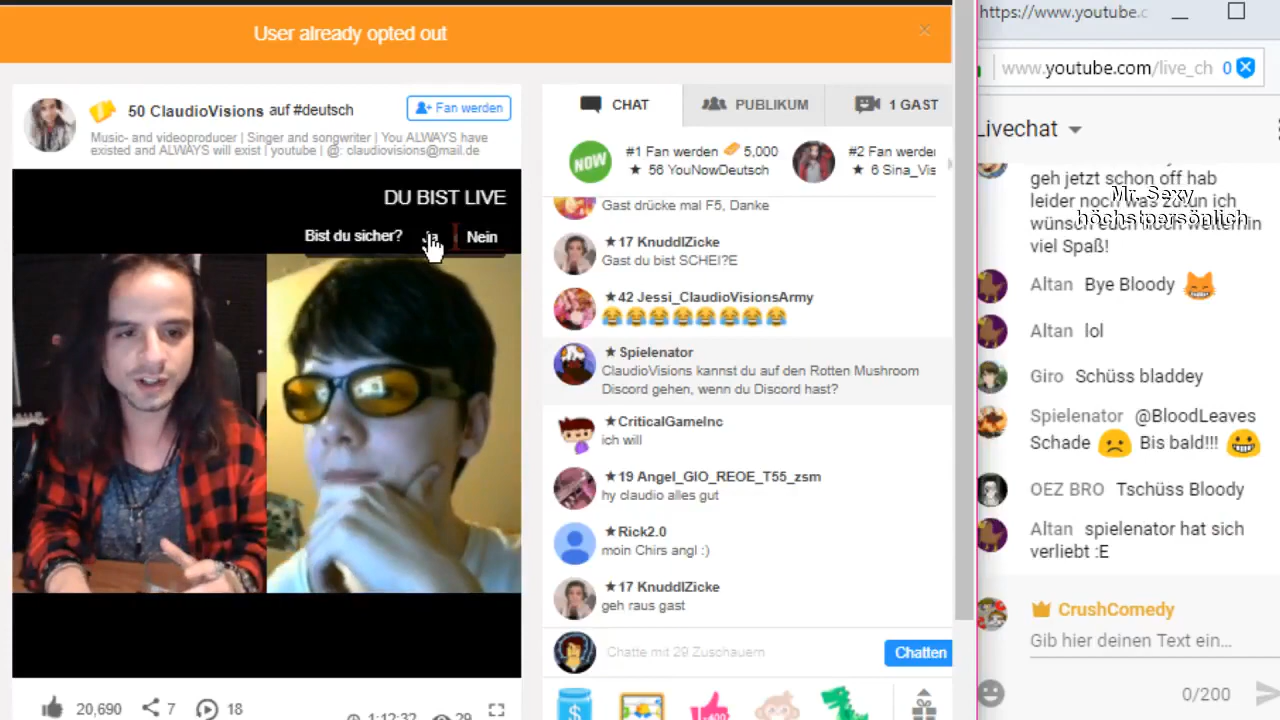 User already opted out
×
50 ClaudioVisions auf #deutsch
Fan werden
Music- and videoproducer | Singer and songwriter | You ALWAYS have
existed and ALWAYS will exist | youtube | @: claudiovisions@mail.de
DU BIST LIVE
Bist du sicher?
Nein
20,690
7
18
1:12:32
29
CHAT
PUBLIKUM
1 GAST
NOW
#1 Fan werden 5,000
★ 56 YouNowDeutsch
#2 Fan werden
★ 6 Sina_Vis
Gast drücke mal F5, Danke
★17 KnuddlZicke
Gast du bist SCHEI?E
★42 Jessi_ClaudioVisionsArmy
😂😂😂😂😂😂😂😂
★Spielenator
ClaudioVisions kannst du auf den Rotten Mushroom
Discord gehen, wenn du Discord hast?
★CriticalGameInc
ich will
★19 Angel_GIO_REOE_T55_zsm
hy claudio alles gut
★Rick2.0
moin Chirs angl :)
★17 KnuddlZicke
geh raus gast
Chatte mit 29 Zuschauern
Chatten
https://www.youtube.c
www.youtube.com/live_ch
0
Livechat
geh jetzt schon off hab
leider noch was zun ich
wünsch euch noch weiterhin
viel Spaß!
Mr. Sexy
höchstpersönlich
Altan Bye Bloody
Altan lol
Giro Schüss bladdey
Spielenator @BloodLeaves
Schade Bis bald!!!
OEZ BRO Tschüss Bloody
Altan spielenator hat sich
verliebt :E
CrushComedy
Gib hier deinen Text ein...
0/200